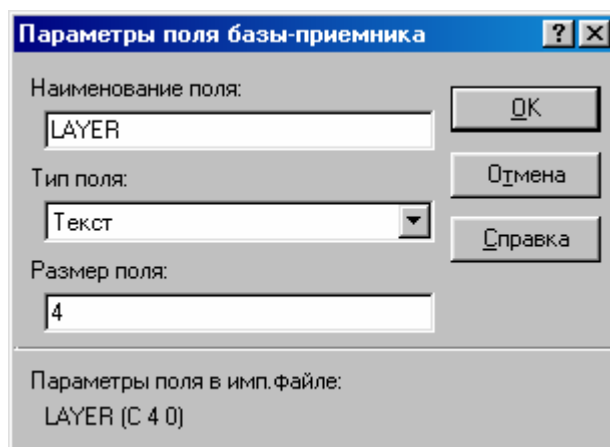 Параметры поля базы-приемника
Наименование поля:
LAYER
OK
Тип поля:
Отмена
Текст
Справка
Размер поля:
4
Параметры поля в имп.файле:
LAYER (C 4 0)